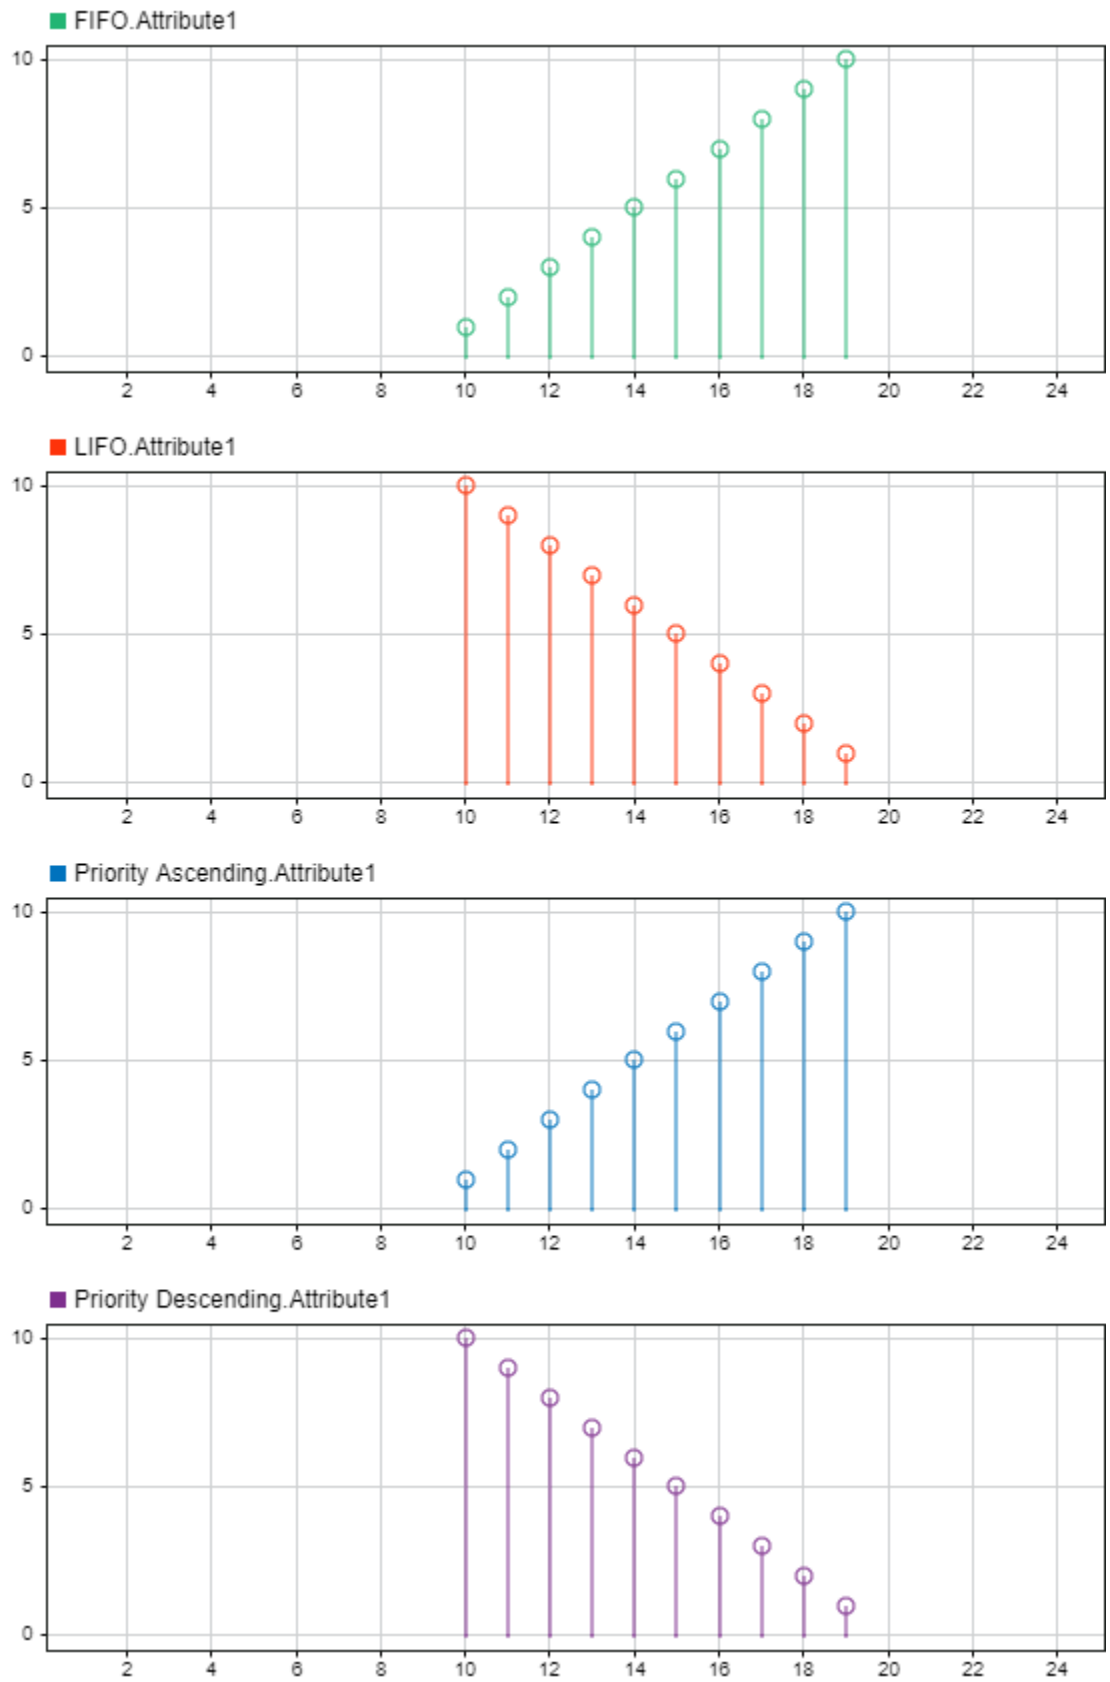 FIFO.Attribute1
10
5
0
2 4 6 8 10 12 14 16 18 20 22 24
LIFO.Attribute1
10
5
0
2 4 6 8 10 12 14 16 18 20 22 24
Priority Ascending.Attribute1
10
5
0
2 4 6 8 10 12 14 16 18 20 22 24
Priority Descending.Attribute1
10
5
0
2 4 6 8 10 12 14 16 18 20 22 24